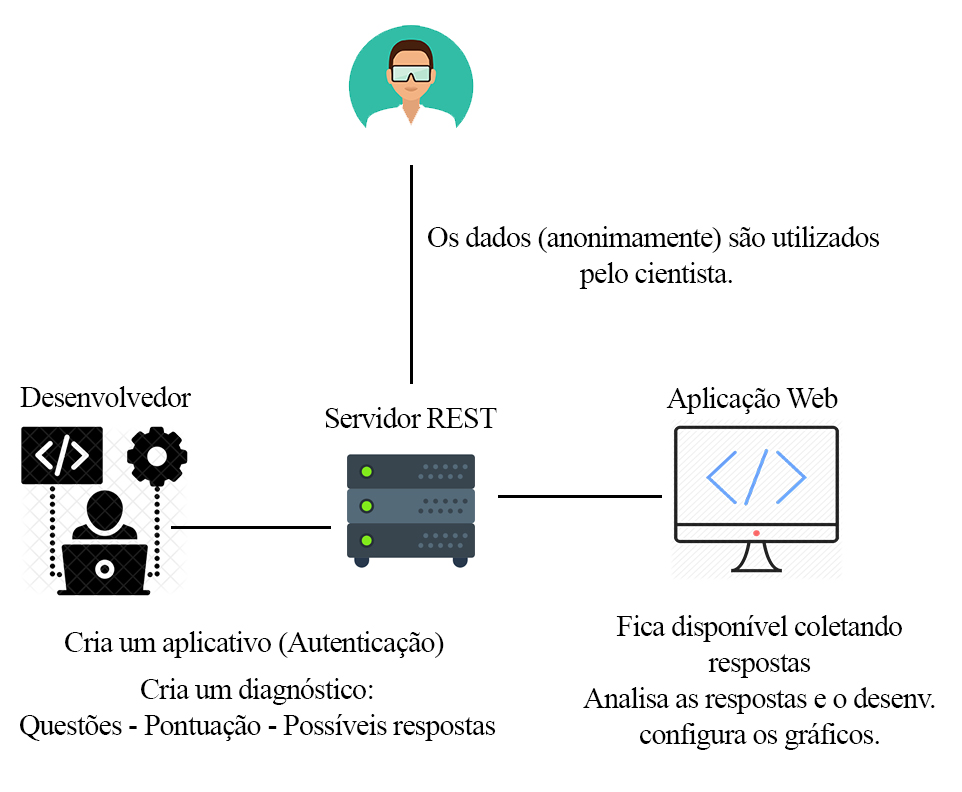 Os dados (anonimamente) são utilizados
pelo cientista.
Desenvolvedor
Servidor REST
Aplicação Web
Cria um aplicativo (Autenticação)
Cria um diagnóstico:
Questões - Pontuação - Possíveis respostas
Fica disponível coletando
respostas
Analisa as respostas e o desenv.
configura os gráficos.